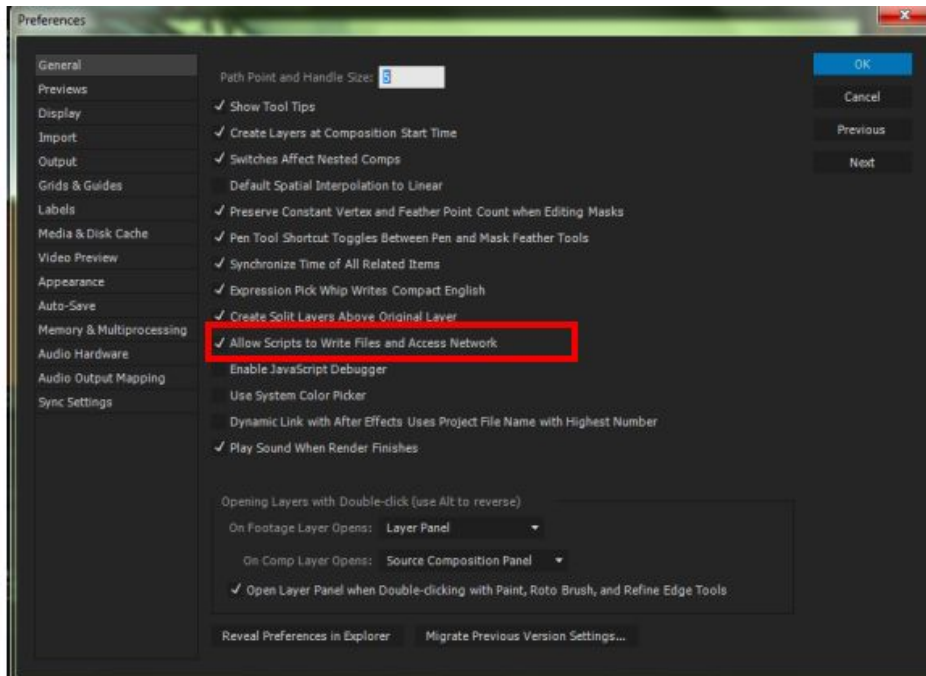 Preferences
General
Previews
Display
Import
Output
Grids & Guides
Labels
Media & Disk Cache
Video Preview
Appearance
Auto-Save
Memory & Multiprocessing
Audio Hardware
Audio Output Mapping
Sync Settings
Path Point and Handle Size: 5
Show Tool Tips
Create Layers at Composition Start Time
Switches Affect Nested Comps
Default Spatial Interpolation to Linear
Preserve Constant Vertex and Feather Point Count when Editing Masks
Pen Tool Shortcut Toggles Between Pen and Mask Feather Tools
Synchronize Time of All Related Items
Expression Pick Whip Writes Compact English
Create Split Layers Above Original Layer
Allow Scripts to Write Files and Access Network
Enable JavaScript Debugger
Use System Color Picker
Dynamic Link with After Effects Uses Project File Name with Highest Number
Play Sound When Render Finishes
Opening Layers with Double-click (use Alt to reverse)
On Footage Layer Opens: Layer Panel
On Comp Layer Opens: Source Composition Panel
Open Layer Panel when Double-clicking with Paint, Roto Brush, and Refine Edge Tools
Reveal Preferences in Explorer
Migrate Previous Version Settings...
OK
Cancel
Previous
Next